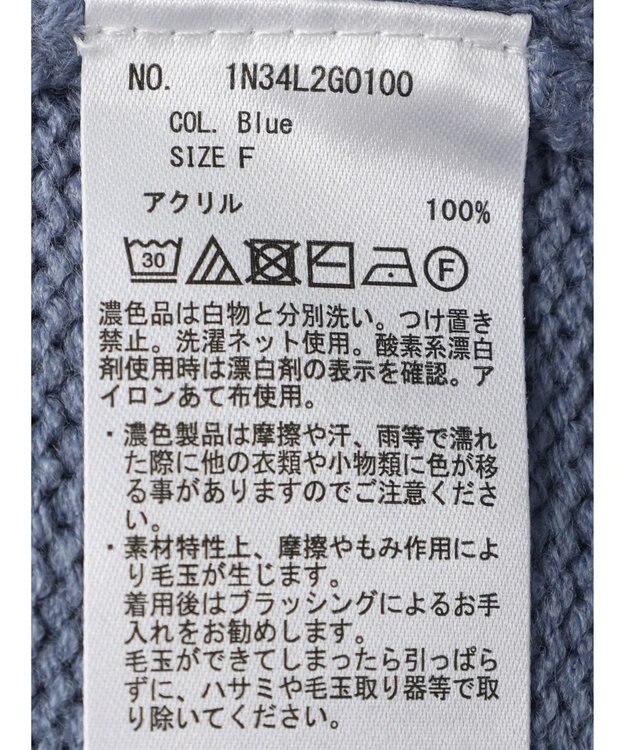 NO. 1N34L2G0100
COL. Blue
SIZE F
アクリル 100%
30 F
濃色品は白物と分別洗い。つけ置き
禁止。洗濯ネット使用。酸素系漂白
剤使用時は漂白剤の表示を確認。ア
イロンあて布使用。
・濃色製品は摩擦や汗、雨等で濡れ
た際に他の衣類や小物類に色が移
る事がありますのでご注意くださ
い。
・素材特性上、摩擦やもみ作用によ
り毛玉が生じます。
着用後はブラッシングによるお手
入れをお勧めします。
毛玉ができてしまったら引っぱら
ずに、ハサミや毛玉取り器等で取
り除いてください。